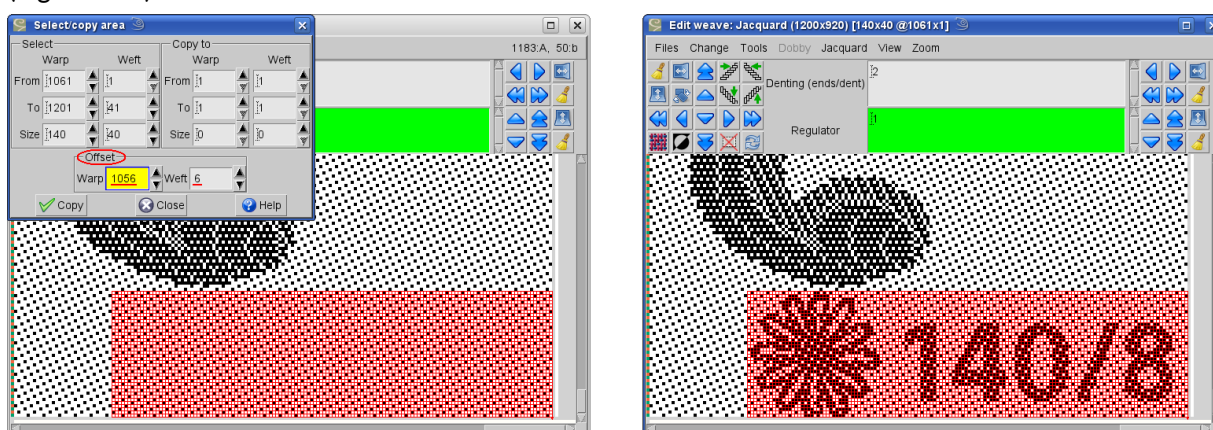 Select/copy area
Select
Copy to
Warp Weft Warp Weft
From 1061 1 From 1 1
To 1201 41 To 1 1
Size 140 40 Size 0 0
Offset
Warp 1056 Weft 6
Copy Close Help
1183:A, 50:b
Edit weave: Jacquard (1200x920) [140x40 @1061x1]
Files Change Tools Dobby Jacquard View Zoom
Denting (ends/dent) 2
Regulator 1
140/8